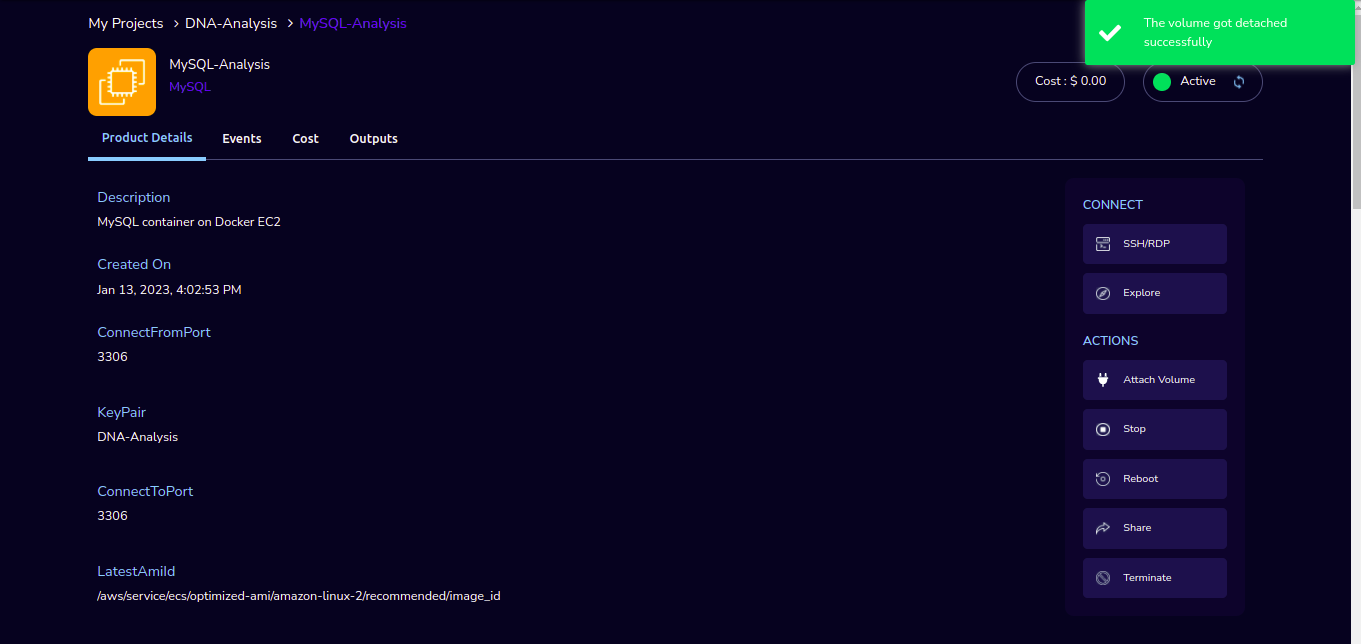 My Projects > DNA-Analysis > MySQL-Analysis
The volume got detached
successfully
MySQL-Analysis
MySQL
Cost : $ 0.00
Active
Product Details
Events
Cost
Outputs
Description
MySQL container on Docker EC2
Created On
Jan 13, 2023, 4:02:53 PM
ConnectFromPort
3306
KeyPair
DNA-Analysis
ConnectToPort
3306
LatestAmiId
/aws/service/ecs/optimized-ami/amazon-linux-2/recommended/image_id
CONNECT
SSH/RDP
Explore
ACTIONS
Attach Volume
Stop
Reboot
Share
Terminate